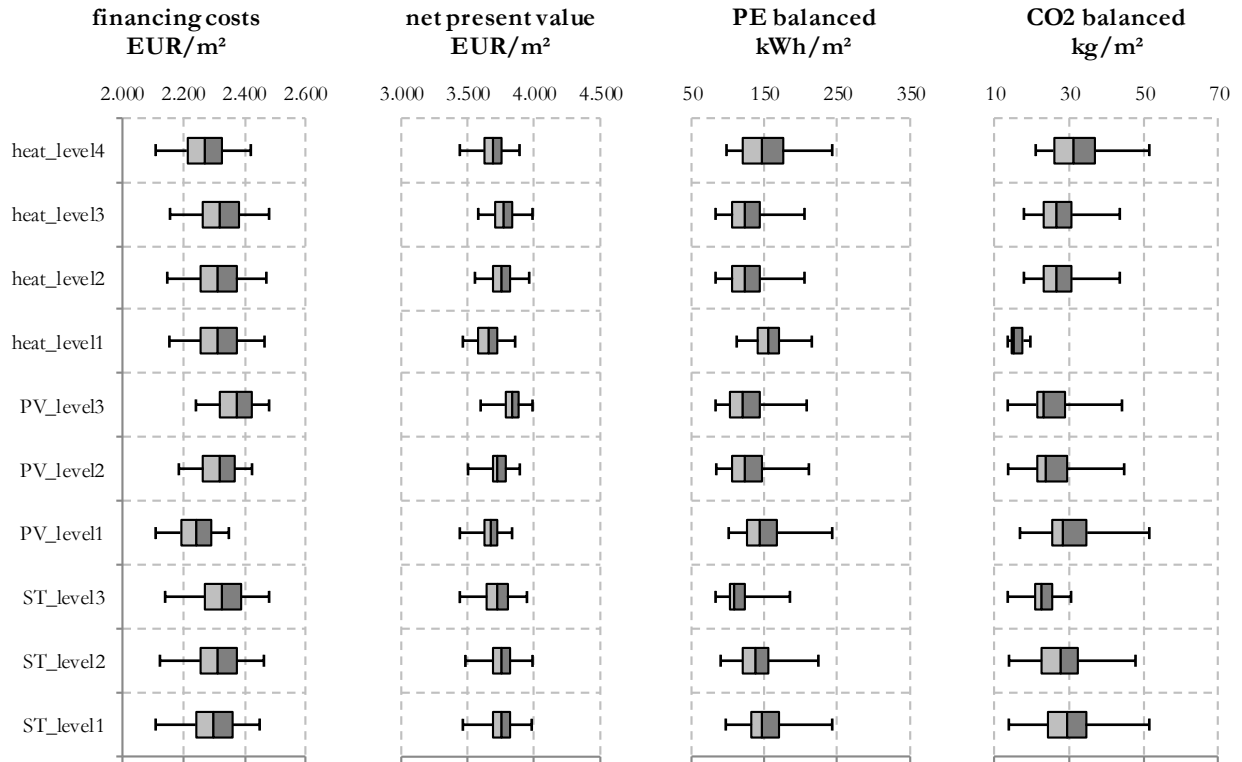 financing costs
EUR/m²
net present value
EUR/m²
PE balanced
kWh/m²
CO2 balanced
kg/m²
2.000 2.200 2.400 2.600
3.000 3.500 4.000 4.500
50 150 250 350
10 30 50 70
heat_level4
heat_level3
heat_level2
heat_level1
PV_level3
PV_level2
PV_level1
ST_level3
ST_level2
ST_level1